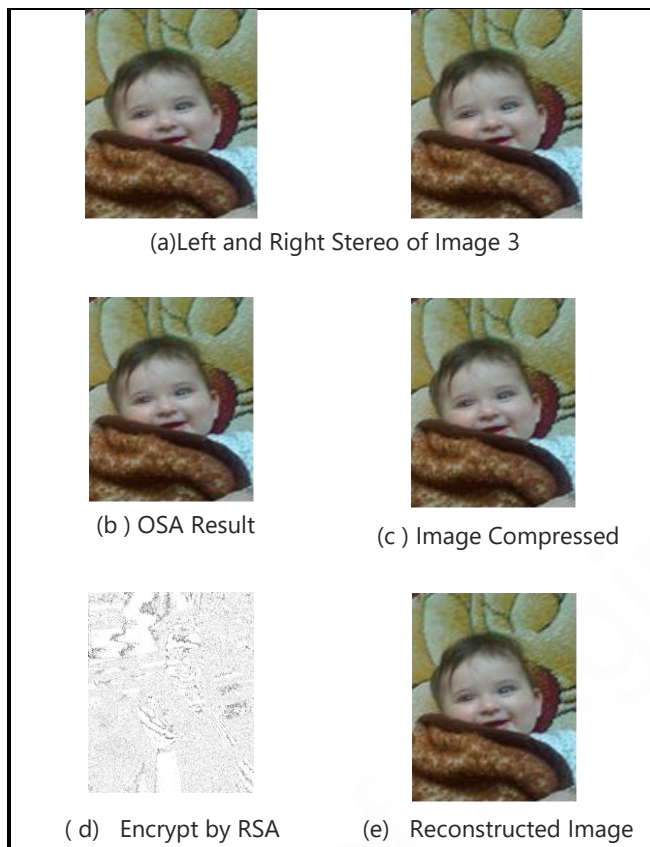 (a)Left and Right Stereo of Image 3
(b ) OSA Result
(c ) Image Compressed
( d) Encrypt by RSA
(e) Reconstructed Image